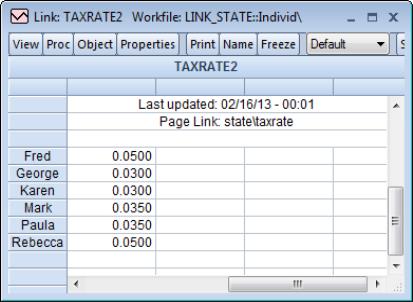 Link: TAXRATE2 Workfile: LINK_STATE::Individ\
View Proc Object Properties Print Name Freeze Default S
TAXRATE2
Last updated: 02/16/13 - 00:01
Page Link: state\taxrate
Fred 0.0500
George 0.0300
Karen 0.0300
Mark 0.0350
Paula 0.0350
Rebecca 0.0500